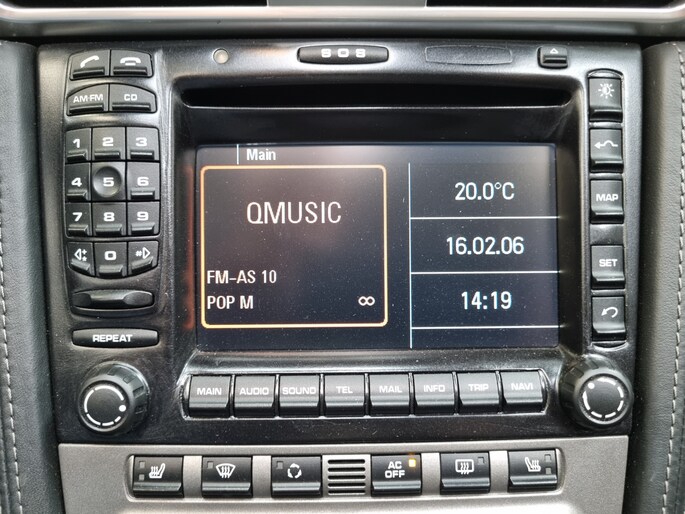 SOS
AM·FM CD
1 2 3
4 5 6
7 8 9
0 #
REPEAT
Main
QMUSIC
FM-AS 10
POP M ∞
20.0°C
16.02.06
14:19
MAP
SET
MAIN AUDIO SOUND TEL MAIL INFO TRIP NAVI
AC
OFF